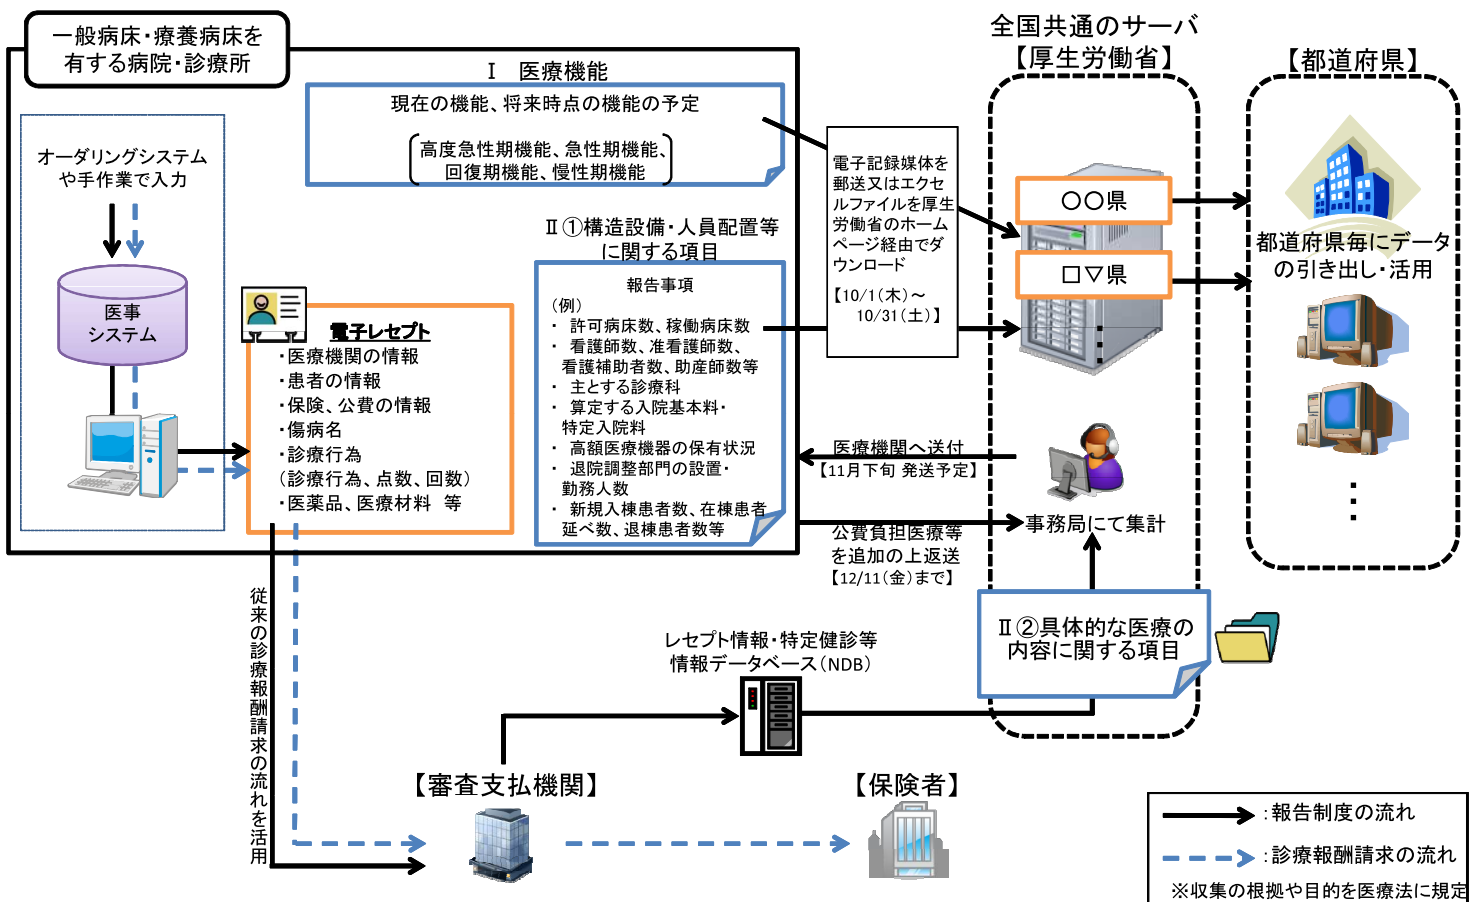 一般病床・療養病床を
有する病院・診療所
Ⅰ　医療機能
現在の機能、将来時点の機能の予定
高度急性期機能、急性期機能、
回復期機能、慢性期機能
オーダリングシステム
や手作業で入力
医事
システム
電子レセプト
・医療機関の情報
・患者の情報
・保険、公費の情報
・傷病名
・診療行為
（診療行為、点数、回数）
・医薬品、医療材料　等
Ⅱ①構造設備・人員配置等
に関する項目
報告事項
（例）
・ 許可病床数、稼働病床数
・ 看護師数、准看護師数、
看護補助者数、助産師数等
・ 主とする診療科
・ 算定する入院基本料・
特定入院料
・ 高額医療機器の保有状況
・ 退院調整部門の設置・
勤務人数
・ 新規入棟患者数、在棟患者
延べ数、退棟患者数等
電子記録媒体を
郵送又はエクセ
ルファイルを厚生
労働省のホーム
ページ経由でダ
ウンロード
【10/1（木）～
10/31（土）】
全国共通のサーバ
【厚生労働省】
○○県
□▽県
【都道府県】
都道府県毎にデータ
の引き出し・活用
医療機関へ送付
【11月下旬 発送予定】
事務局にて集計
公費負担医療等
を追加の上返送
【12/11（金）まで】
Ⅱ②具体的な医療の
内容に関する項目
レセプト情報・特定健診等
情報データベース（NDB）
従来の診療報酬請求の流れを活用
【審査支払機関】
【保険者】
：報告制度の流れ
：診療報酬請求の流れ
※収集の根拠や目的を医療法に規定